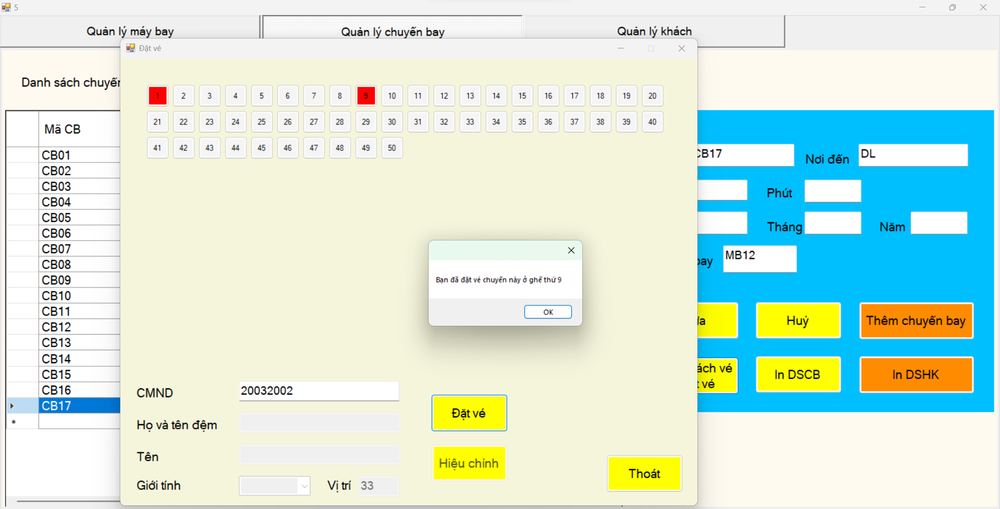 5
Quản lý máy bay
Quản lý chuyến bay
Quản lý khách
Đặt vé
Danh sách chuyến
1 2 3 4 5 6 7 8 9 10 11 12 13 14 15 16 17 18 19 20
21 22 23 24 25 26 27 28 29 30 31 32 33 34 35 36 37 38 39 40
41 42 43 44 45 46 47 48 49 50
Mã CB
CB01
CB02
CB03
CB04
CB05
CB06
CB07
CB08
CB09
CB10
CB11
CB12
CB13
CB14
CB15
CB16
CB17
Bạn đã đặt vé chuyến này ở ghế thứ 9
OK
CMND 20032002
Họ và tên đệm
Tên
Giới tính
Vị trí 33
Đặt vé
Hiệu chỉnh
Thoát
CB17 Nơi đến DL
Phút
Tháng Năm
bay MB12
Huỷ
Thêm chuyến bay
ách vé
vé
In DSCB
In DSHK